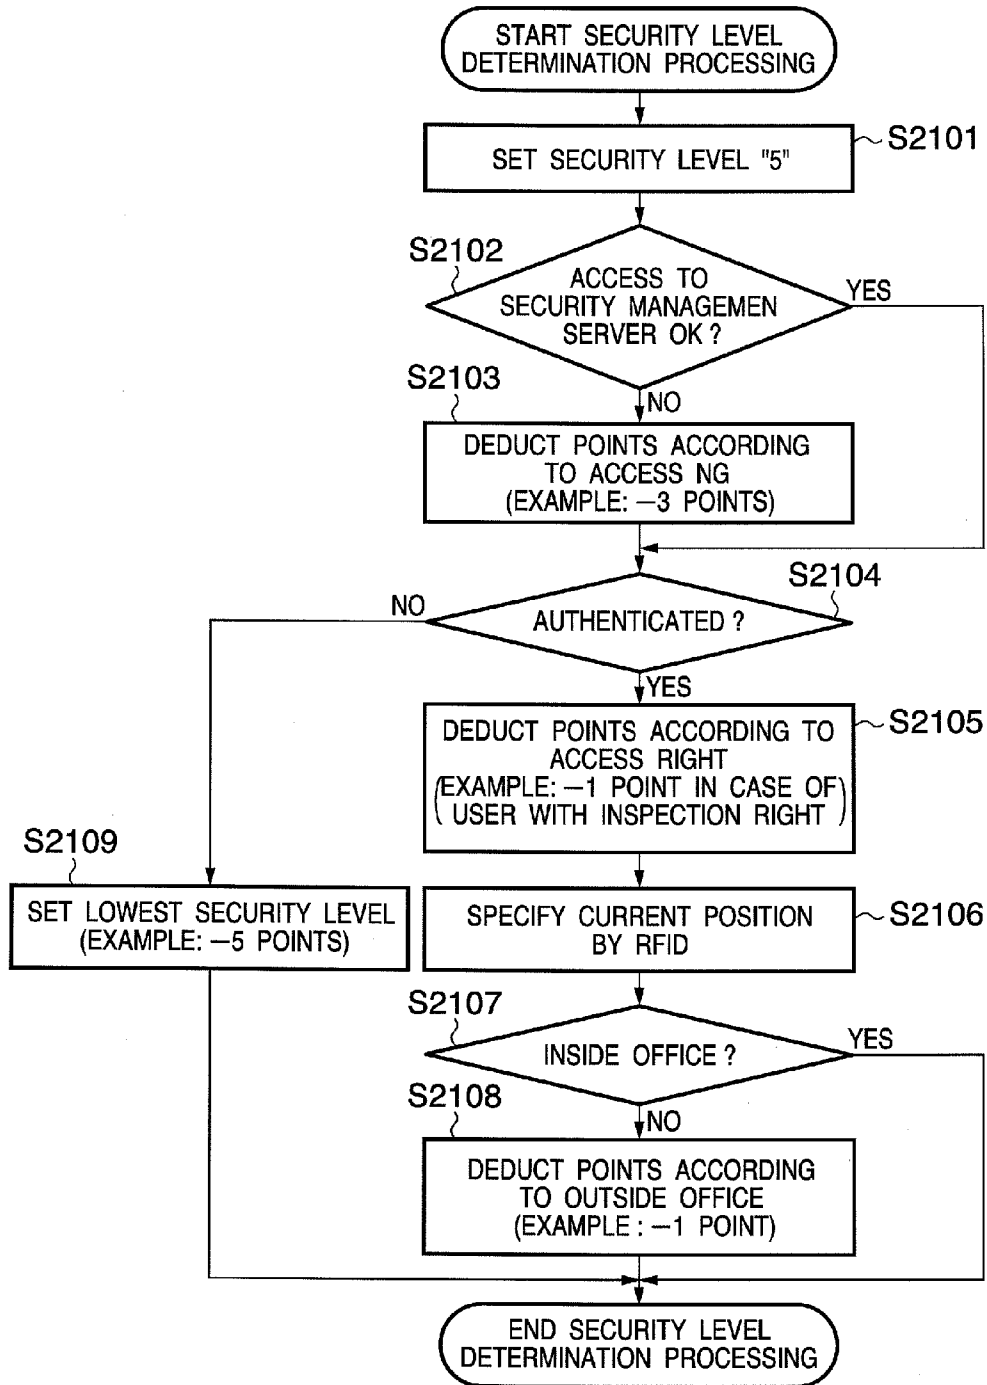 START SECURITY LEVEL
DETERMINATION PROCESSING
S2101
SET SECURITY LEVEL "5"
S2102
ACCESS TO
SECURITY MANAGEMEN
SERVER OK ?
YES
S2103
NO
DEDUCT POINTS ACCORDING
TO ACCESS NG
(EXAMPLE: —3 POINTS)
S2104
NO
AUTHENTICATED ?
YES
S2105
DEDUCT POINTS ACCORDING TO
ACCESS RIGHT
(EXAMPLE: —1 POINT IN CASE OF
USER WITH INSPECTION RIGHT)
S2109
SET LOWEST SECURITY LEVEL
(EXAMPLE: —5 POINTS)
SPECIFY CURRENT POSITION
BY RFID
S2106
S2107
INSIDE OFFICE ?
YES
S2108
NO
DEDUCT POINTS ACCORDING
TO OUTSIDE OFFICE
(EXAMPLE : —1 POINT)
END SECURITY LEVEL
DETERMINATION PROCESSING